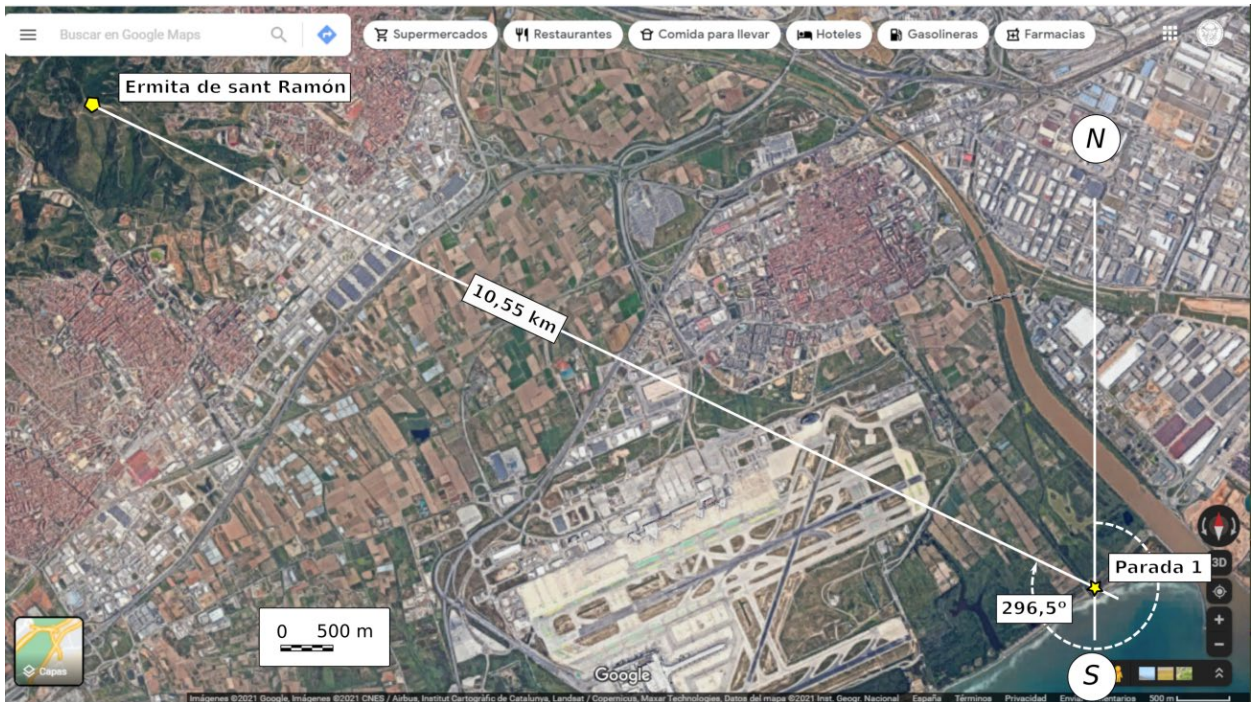 Buscar en Google Maps
Supermercados
Restaurantes
Comida para llevar
Hoteles
Gasolineras
Farmacias
Ermita de sant Ramón
N
10,55 km
Parada 1
3D
296,5º
0 500 m
Capas
Google
S
Imágenes ©2021 Google, Imágenes ©2021 CNES / Airbus, Institut Cartogràfic de Catalunya, Landsat / Copernicus, Maxar Technologies, Datos del mapa ©2021 Inst. Geogr. Nacional España Términos Privacidad 500 m